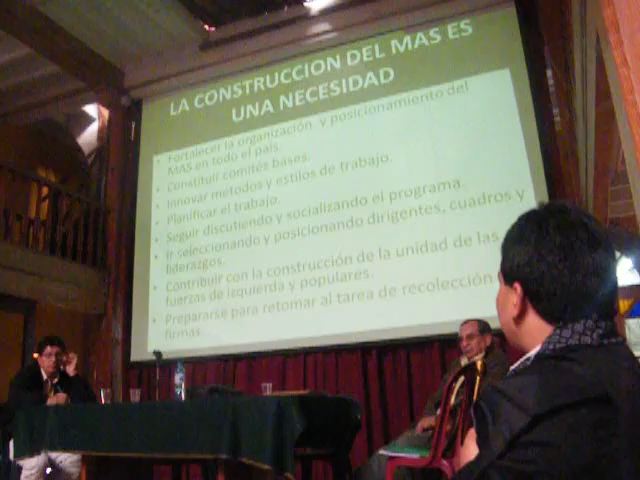 LA CONSTRUCCION DEL MAS ES
UNA NECESIDAD
• Fortalecer la organización y posicionamiento del
MAS en todo el país.
• Constituir comités bases.
• Innovar métodos y estilos de trabajo.
• Planificar el trabajo.
• Seguir discutiendo y socializando el programa.
• Ir seleccionando y posicionando dirigentes, cuadros y
liderazgos.
• Contribuir con la construcción de la unidad de las
fuerzas de izquierda y populares.
• Prepararse para retomar al tarea de recolección
firmas.